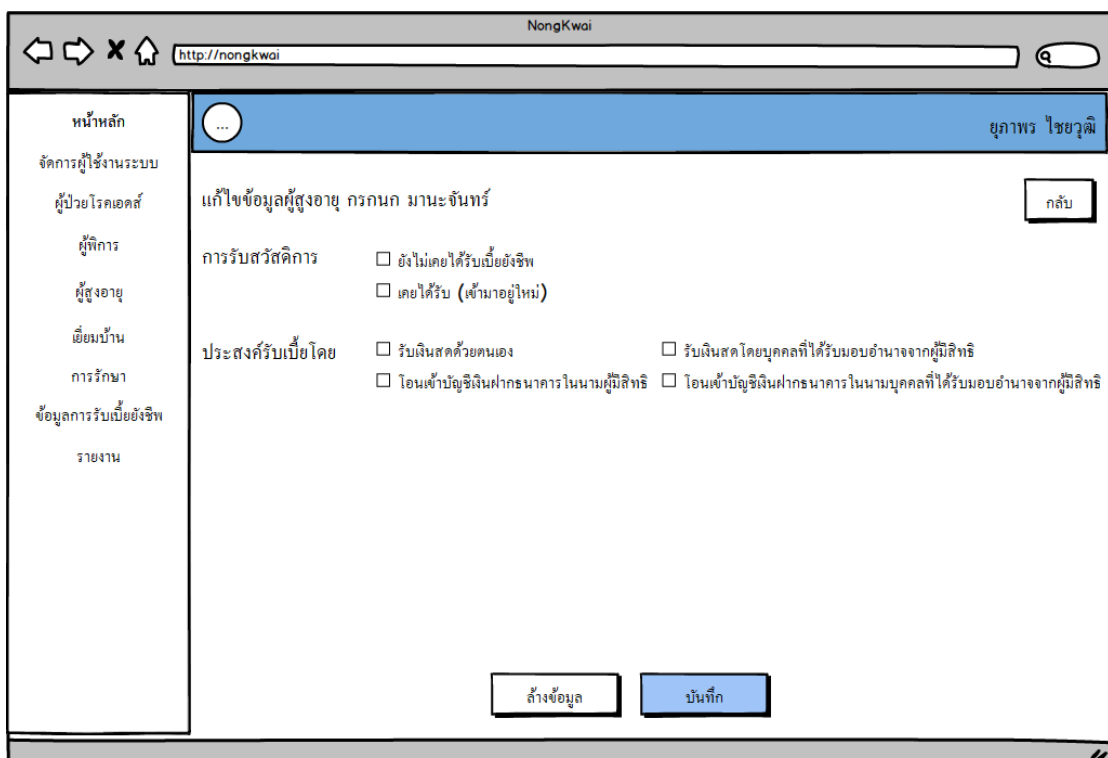 NongKwai
http://nongkwai
หน้าหลัก
จัดการผู้ใช้งานระบบ
ผู้ป่วยโรคเอดส์
ผู้พิการ
ผู้สูงอายุ
เยี่ยมบ้าน
การรักษา
ข้อมูลการรับเบี้ยยังชีพ
รายงาน
...
ยุภาพร ไชยวุฒิ
แก้ไขข้อมูลผู้สูงอายุ กรกนก มานะจันทร์
กลับ
การรับสวัสดิการ
ยังไม่เคยได้รับเบี้ยยังชีพ
เคยได้รับ (เข้ามาอยู่ใหม่)
ประสงค์รับเบี้ยโดย
รับเงินสดด้วยตนเอง
รับเงินสดโดยบุคคลที่ได้รับมอบอำนาจจากผู้มีสิทธิ
โอนเข้าบัญชีเงินฝากธนาคารในนามผู้มีสิทธิ
โอนเข้าบัญชีเงินฝากธนาคารในนามบุคคลที่ได้รับมอบอำนาจจากผู้มีสิทธิ
ล้างข้อมูล
บันทึก